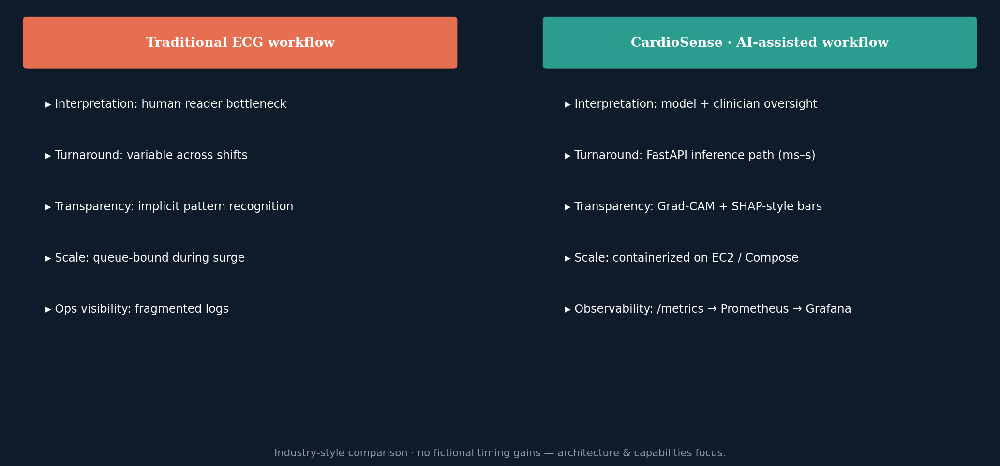 Traditional ECG workflow
▸ Interpretation: human reader bottleneck
▸ Turnaround: variable across shifts
▸ Transparency: implicit pattern recognition
▸ Scale: queue-bound during surge
▸ Ops visibility: fragmented logs
CardioSense · AI-assisted workflow
▸ Interpretation: model + clinician oversight
▸ Turnaround: FastAPI inference path (ms–s)
▸ Transparency: Grad-CAM + SHAP-style bars
▸ Scale: containerized on EC2 / Compose
▸ Observability: /metrics → Prometheus → Grafana
Industry-style comparison · no fictional timing gains — architecture & capabilities focus.